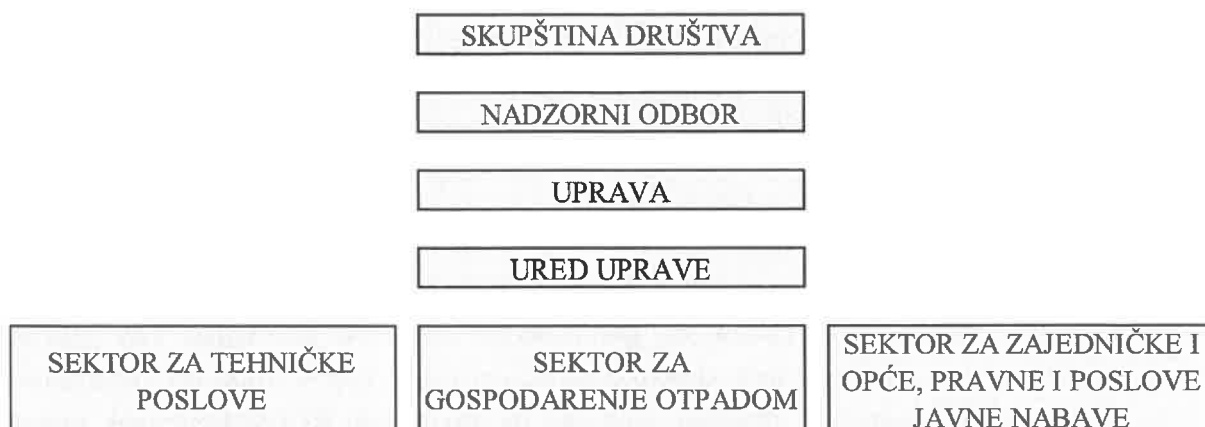 SKUPŠTINA DRUŠTVA
NADZORNI ODBOR
UPRAVA
URED UPRAVE
SEKTOR ZA TEHNIČKE
POSLOVE
SEKTOR ZA
GOSPODARENJE OTPADOM
SEKTOR ZA ZAJEDNIČKE I
OPĆE, PRAVNE I POSLOVE
JAVNE NABAVE